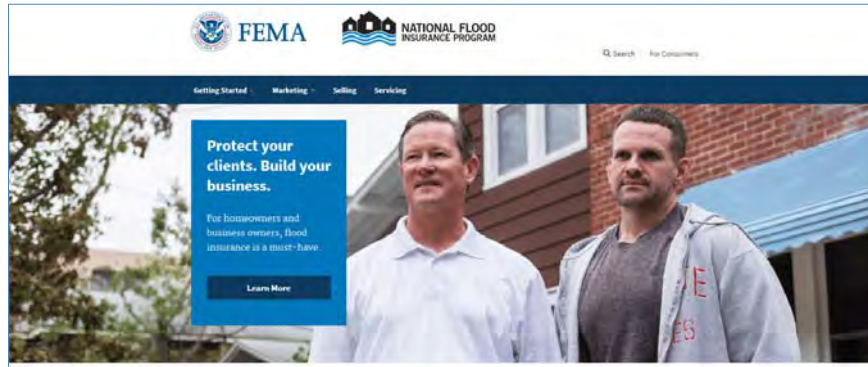 FEMA
NATIONAL FLOOD
INSURANCE PROGRAM
Search For Consumers
Getting Started Marketing Selling Servicing
Protect your
clients. Build your
business.
For homeowners and
business owners, flood
insurance is a must-have.
Learn More
E
ES